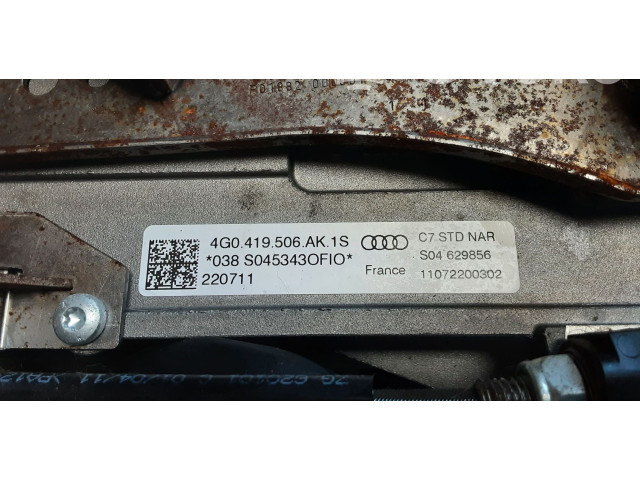 4G0.419.506.AK.1S
*038 S045343OFIO*
220711
France
C7 STD NAR
S04 629856
11072200302